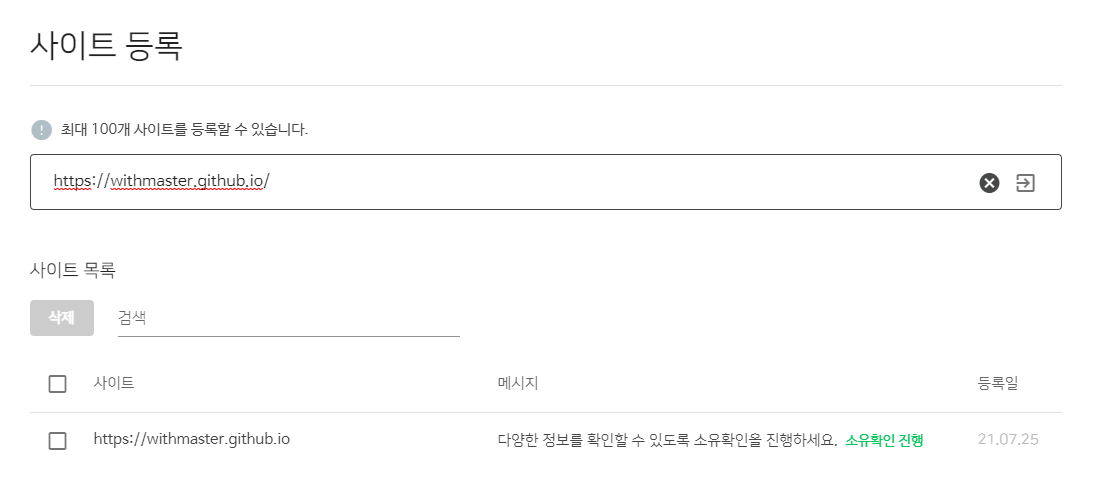 사이트 등록
최대 100개 사이트를 등록할 수 있습니다.
https://withmaster.github.io/
사이트 목록
삭제 검색
사이트 메시지 등록일
https://withmaster.github.io 다양한 정보를 확인할 수 있도록 소유확인을 진행하세요. 소유확인 진행 21.07.25